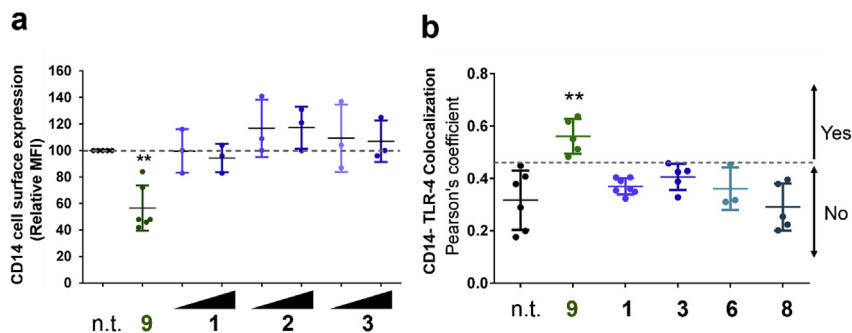 a
CD14 cell surface expression
(Relative MFI)
160
140
120
100
80
60
40
20
0
**
n.t. 9 1 2 3
b
CD14- TLR-4 Colocalization
Pearson's coefficient
0.8
0.6
0.4
0.2
0.0
**
Yes
No
n.t. 9 1 3 6 8